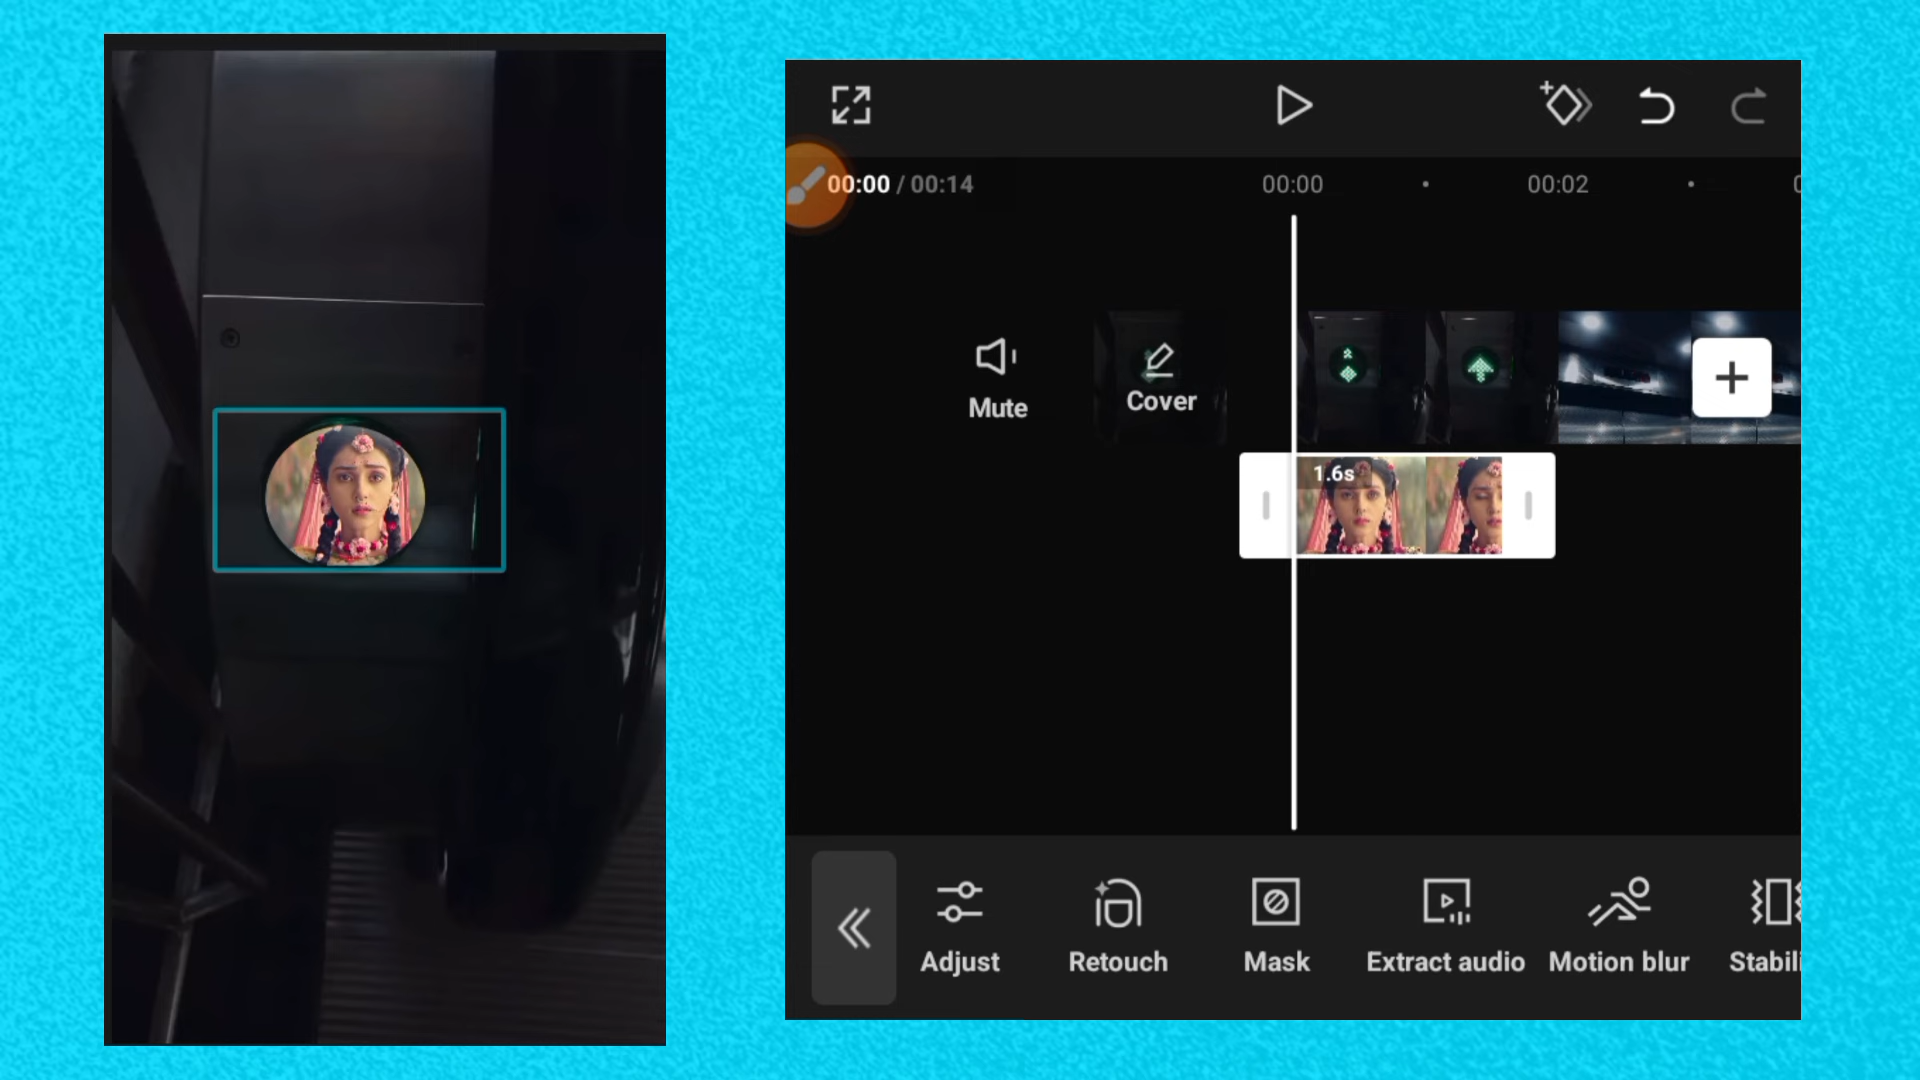 00:00 / 00:14
00:00
00:02
Mute
Cover
1.6s
Adjust
Retouch
Mask
Extract audio
Motion blur
Stabili